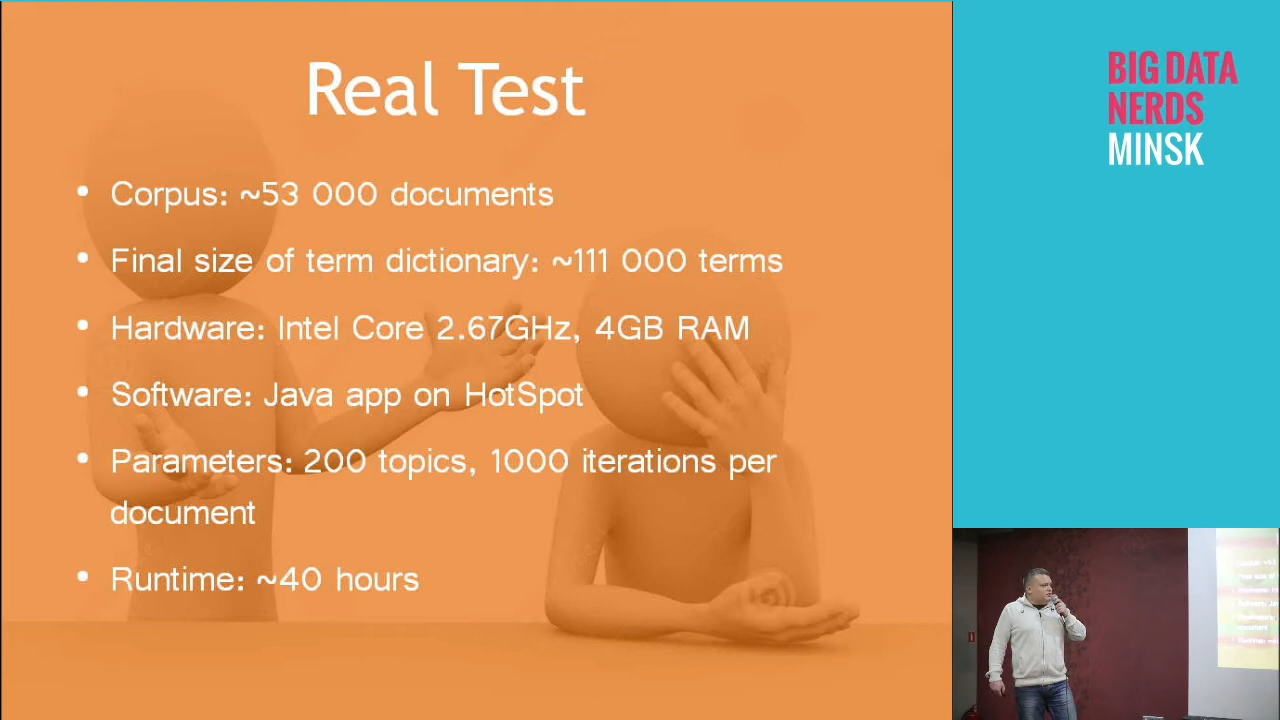 Real Test
• Corpus: ~53 000 documents
• Final size of term dictionary: ~111 000 terms
• Hardware: Intel Core 2.67GHz, 4GB RAM
• Software: Java app on HotSpot
• Parameters: 200 topics, 1000 iterations per
document
• Runtime: ~40 hours
BIG DATA
NERDS
MINSK